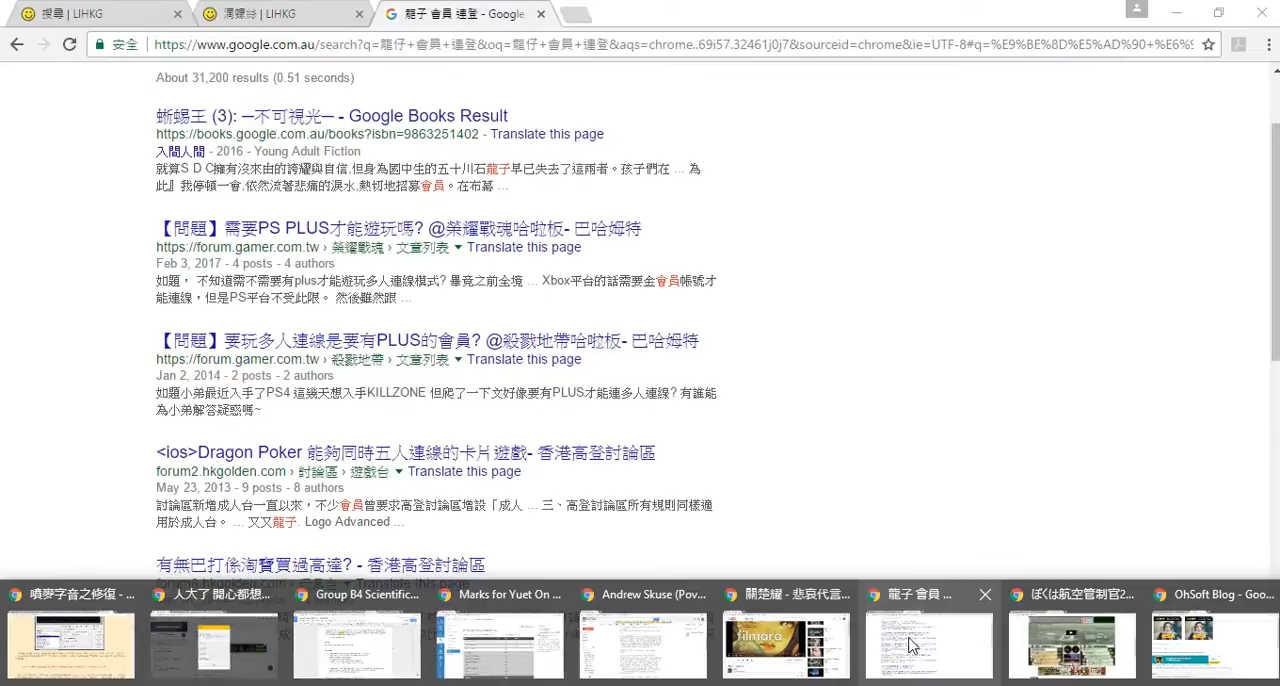 搜尋 | LIHKG
| LIHKG
龍子 會員 連登 - Google
安全 | https://www.google.com.au/search?q=龍仔+會員+連登&oq=龍仔+會員+連登&aqs=chrome..69i57.32461j0j7&sourceid=chrome&ie=UTF-8#q=%E9%BE%8D%E5%AD%90+%E6%9
About 31,200 results (0.51 seconds)
蜥蜴王 (3): ─不可視光─ - Google Books Result
https://books.google.com.au/books?isbn=9863251402 - Translate this page
入間人間 - 2016 - Young Adult Fiction
就算S D C擁有沒來由的誇耀與自信,但身為國中生的五十川石龍子早已失去了這兩者。孩子們在 ... 為
此』我停頓一會,依然流著悲痛的淚水,熱切地招募會員。在布幕 ...
【問題】需要PS PLUS才能遊玩嗎? @榮耀戰魂哈啦板- 巴哈姆特
https://forum.gamer.com.tw › 榮耀戰魂 › 文章列表 ▾ Translate this page
Feb 3, 2017 - 4 posts - 4 authors
如題， 不知道需不需要有plus才能遊玩多人連線模式? 畢竟之前全境 ... Xbox平台的話需要金會員帳號才
能連線，但是PS平台不受此限。 然後雖然跟 ...
【問題】要玩多人連線是要有PLUS的會員? @殺戮地帶哈啦板- 巴哈姆特
https://forum.gamer.com.tw › 殺戮地帶 › 文章列表 ▾ Translate this page
Jan 2, 2014 - 2 posts - 2 authors
如題小弟最近入手了PS4 這幾天想入手KILLZONE 但爬了一下文好像要有PLUS才能連多人連線? 有誰能
為小弟解答疑惑嗎~
<ios>Dragon Poker 能夠同時五人連線的卡片遊戲- 香港高登討論區
forum2.hkgolden.com › 討論區 › 遊戲台 ▾ Translate this page
May 23, 2013 - 9 posts - 8 authors
討論區新增成人台一直以來，不少會員曾要求高登討論區增設「成人 ... 三、高登討論區所有規則同樣適
用於成人台。 ... 又叉龍子. Logo Advanced ...
有無巴打係淘寶買過高達? - 香港高登討論區
Translate this page
噴麥字音之修復 - ...
人大了 開心都想...
Group B4 Scientific...
Marks for Yuet On ...
Andrew Skuse (Pov...
關楚耀 - 悲哀代言...
龍子 會員 ...
ぼくは航空管制官2...
OhSoft Blog - Goo...
filmora